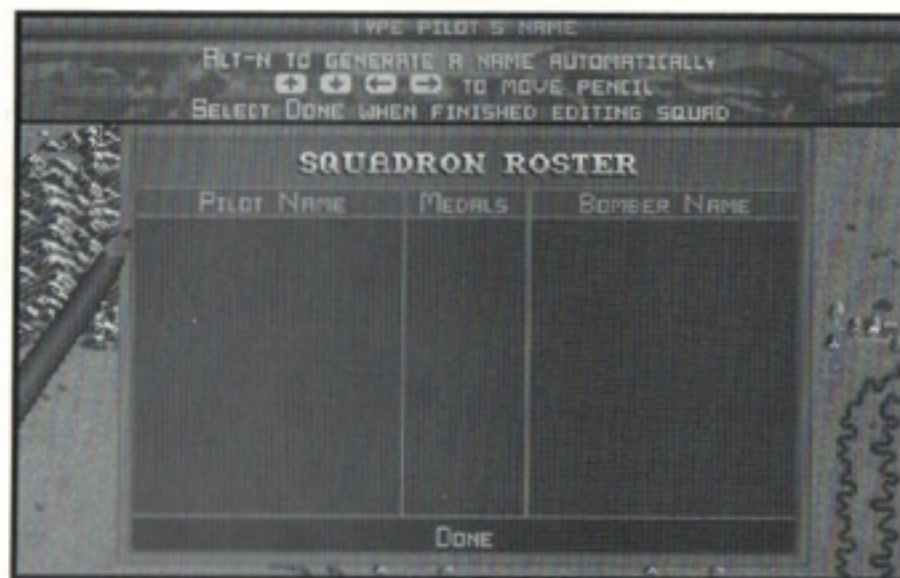 TYPE PILOT'S NAME
ALT-N TO GENERATE A NAME AUTOMATICALLY
↑ ↓ ← → TO MOVE PENCIL
SELECT DONE WHEN FINISHED EDITING SQUAD
SQUADRON ROSTER
PILOT NAME MEDALS BOMBER NAME
DONE